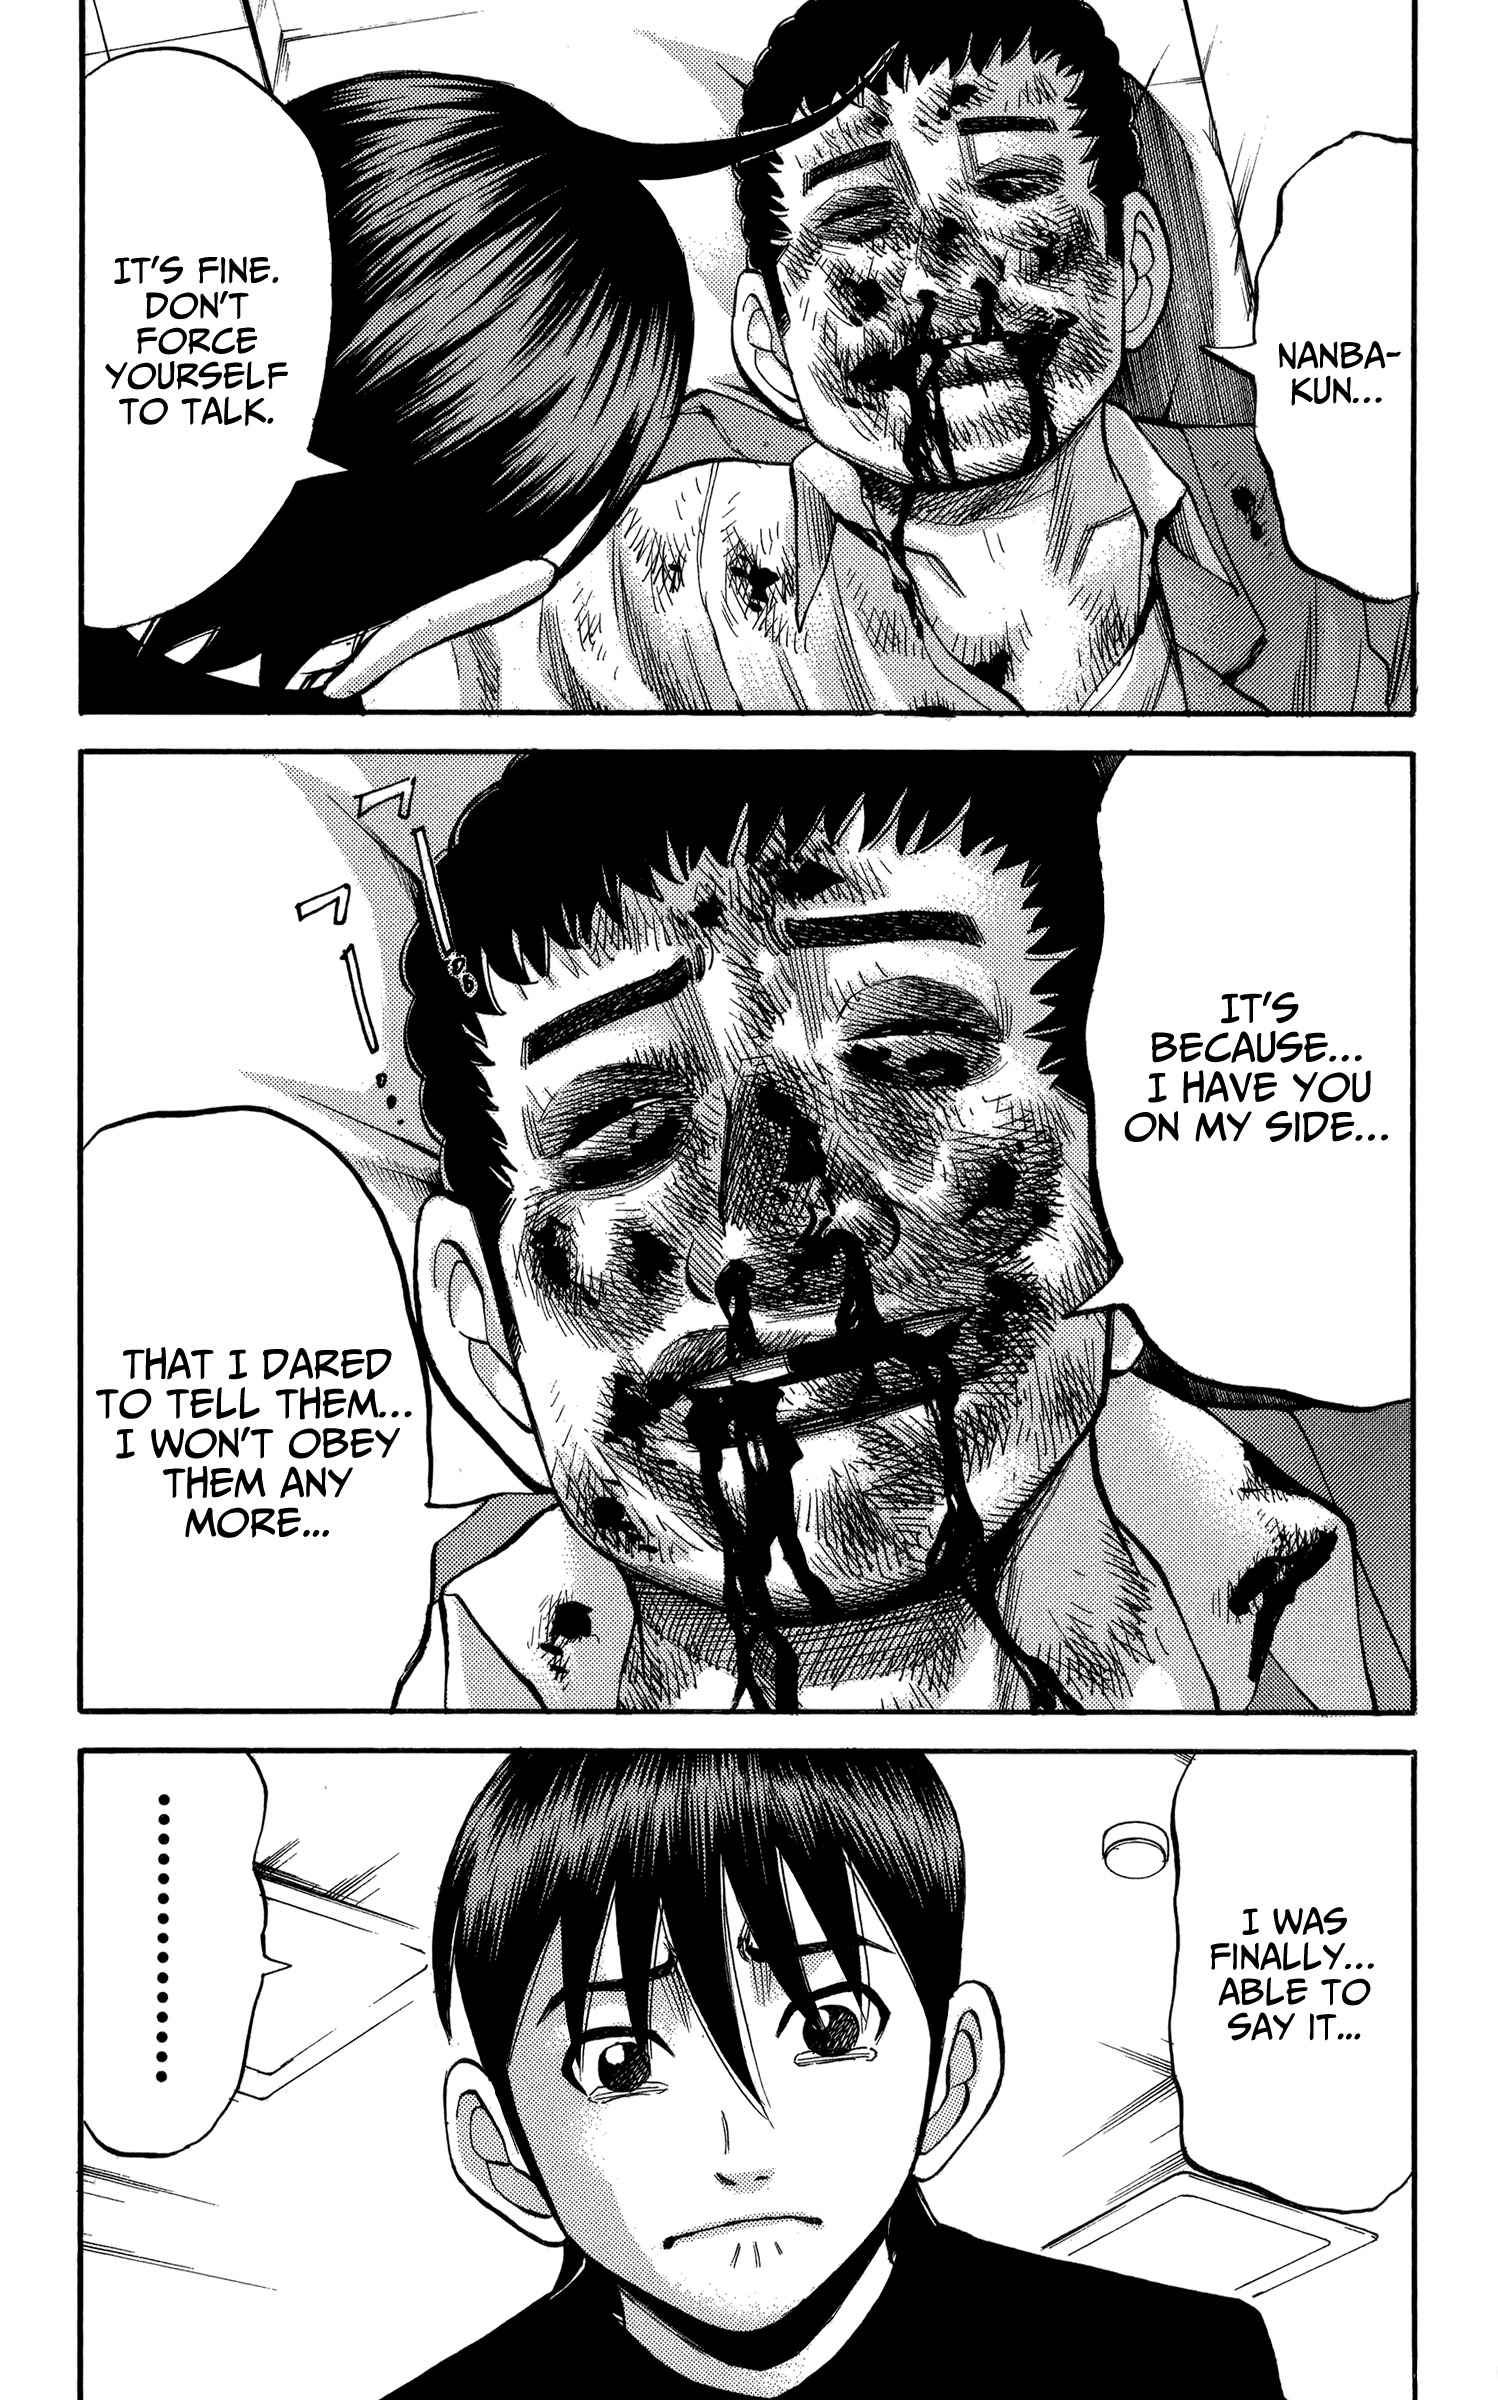 NANBA-
KUN...
IT'S FINE.
DON'T
FORCE
YOURSELF
TO TALK.
IT'S
BECAUSE...
I HAVE YOU
ON MY SIDE...
THAT I DARED
TO TELL THEM...
I WON'T OBEY
THEM ANY
MORE...
I WAS
FINALLY...
ABLE TO
SAY IT...